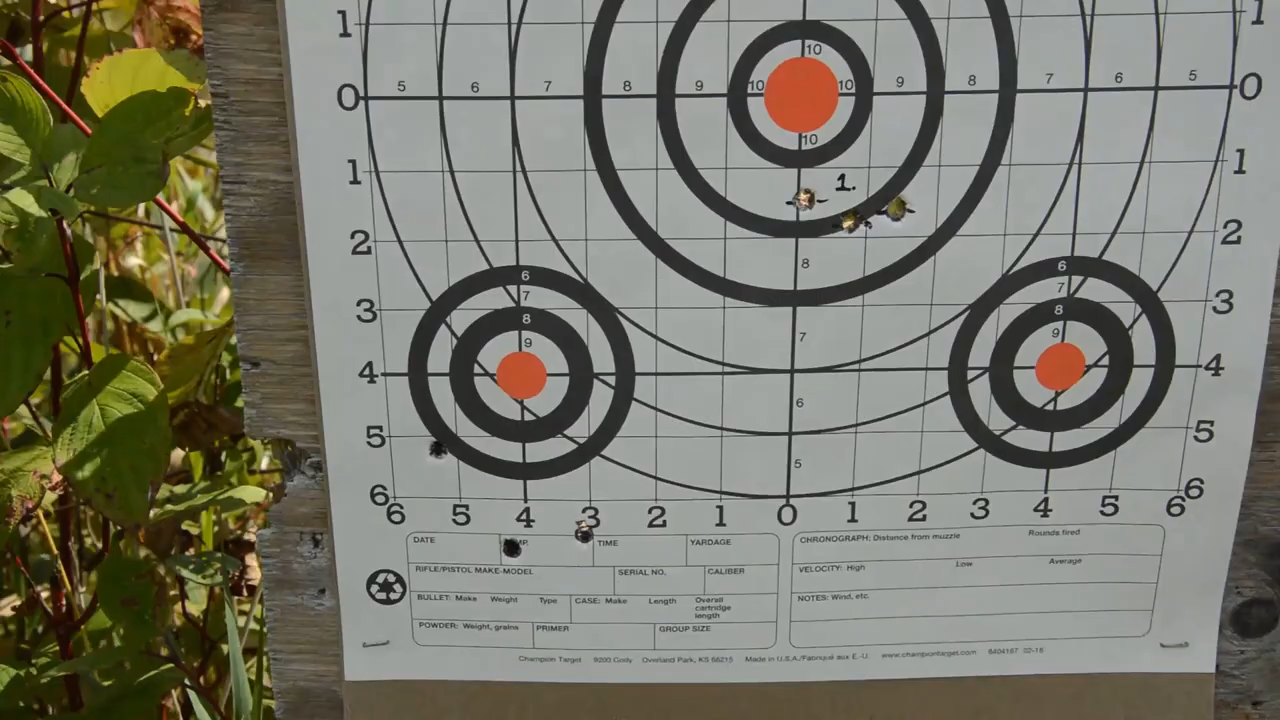 1 1
10
0 5 6 7 8 9 10 10 9 8 7 6 5 0
10
1 1. 1
2 2
8
6 6
7 7
3 3
8 8
7
9 9
4 4
6
5 5
5
6 6
6 5 4 3 2 1 0 1 2 3 4 5 6
DATE TIME YARDAGE
CHRONOGRAPH: Distance from muzzle Rounds fired
RIFLE/PISTOL MAKE-MODEL SERIAL NO. CALIBER
VELOCITY: High Low Average
BULLET: Make Weight Type CASE: Make Length Overall
cartridge
length
NOTES: Wind, etc.
POWDER: Weight, grains PRIMER GROUP SIZE
Champion Target 9200 Cody Overland Park, KS 66215 Made in U.S.A./Fabriqué aux É.-U. www.championtarget.com